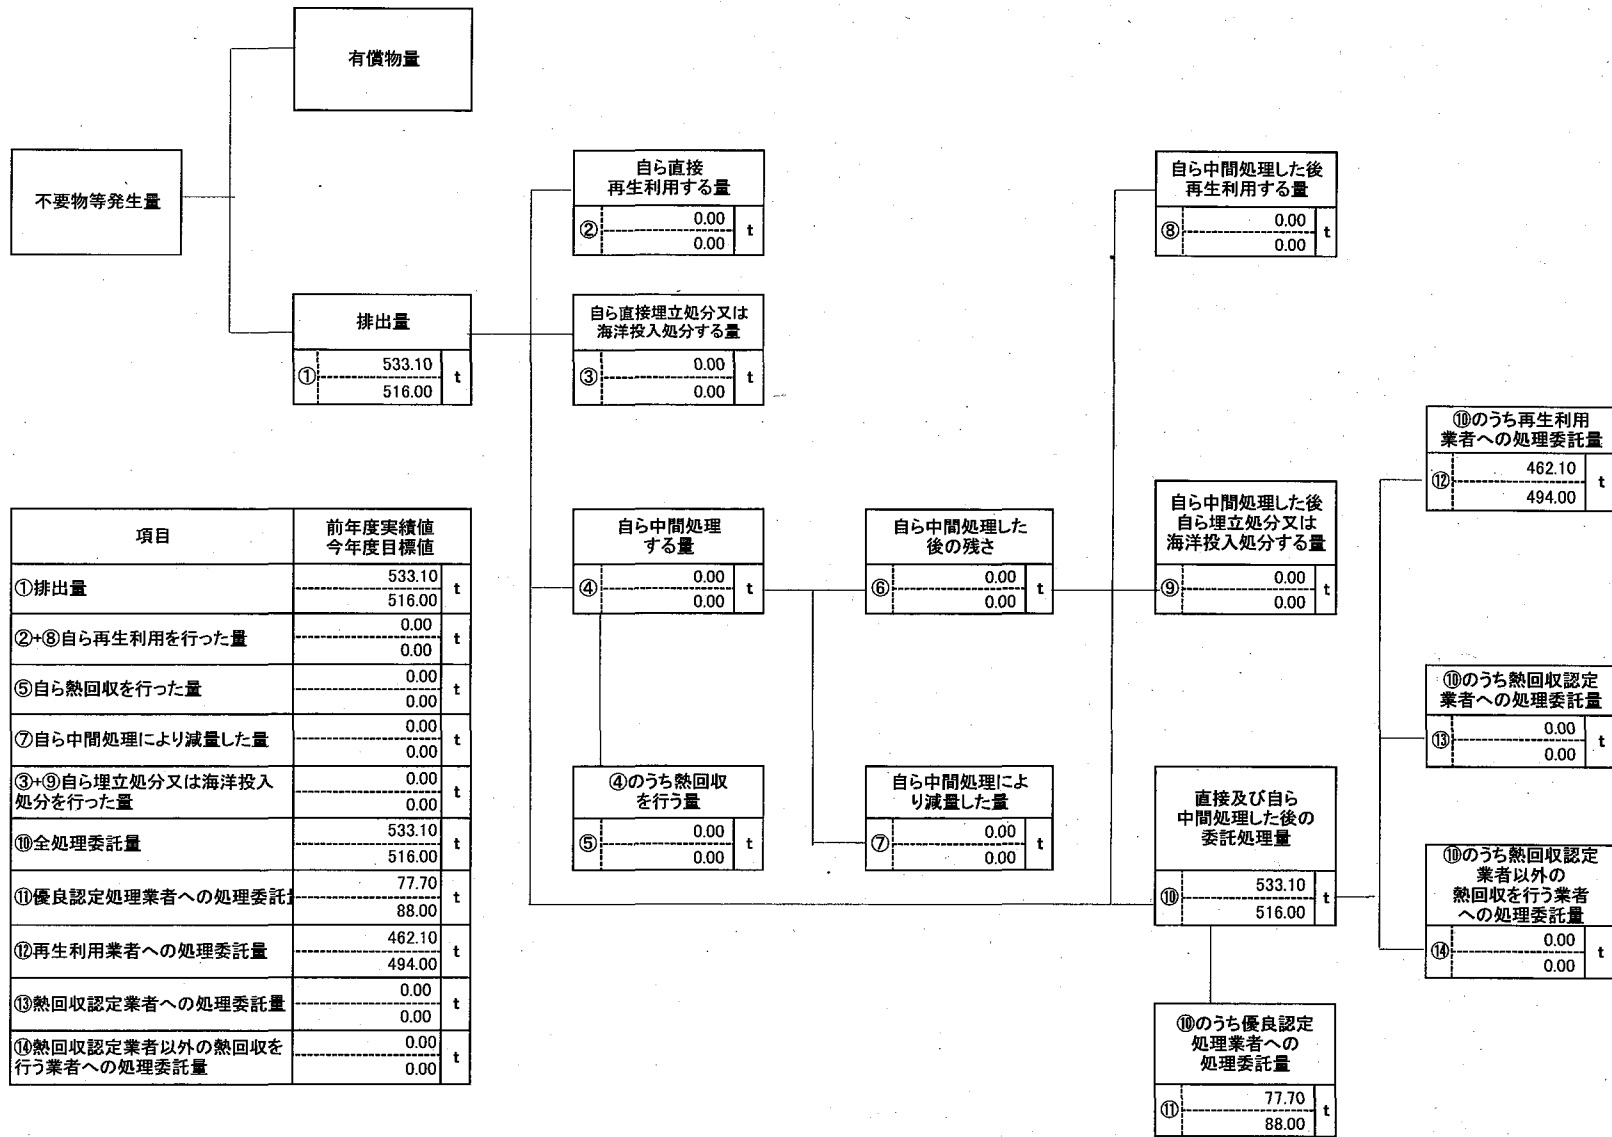 有償物量
不要物等発生量
排出量
①
533.10
516.00
t
自ら直接
再生利用する量
②
0.00
0.00
t
自ら直接埋立処分又は
海洋投入処分する量
③
0.00
0.00
t
自ら中間処理
する量
④
0.00
0.00
t
④のうち熱回収
を行う量
⑤
0.00
0.00
t
自ら中間処理した
後の残さ
⑥
0.00
0.00
t
自ら中間処理によ
り減量した量
⑦
0.00
0.00
t
自ら中間処理した後
再生利用する量
⑧
0.00
0.00
t
自ら中間処理した後
自ら埋立処分又は
海洋投入処分する量
⑨
0.00
0.00
t
直接及び自ら
中間処理した後の
委託処理量
⑩
533.10
516.00
t
⑩のうち優良認定
処理業者への
処理委託量
⑪
77.70
88.00
t
⑩のうち再生利用
業者への処理委託量
⑫
462.10
494.00
t
⑩のうち熱回収認定
業者への処理委託量
⑬
0.00
0.00
t
⑩のうち熱回収認定
業者以外の
熱回収を行う業者
への処理委託量
⑭
0.00
0.00
t
項目
前年度実績値
今年度目標値
①排出量
533.10
516.00
t
②+⑧自ら再生利用を行った量
0.00
0.00
t
⑤自ら熱回収を行った量
0.00
0.00
t
⑦自ら中間処理により減量した量
0.00
0.00
t
③+⑨自ら埋立処分又は海洋投入
処分を行った量
0.00
0.00
t
⑩全処理委託量
533.10
516.00
t
⑪優良認定処理業者への処理委託
77.70
88.00
t
⑫再生利用業者への処理委託量
462.10
494.00
t
⑬熱回収認定業者への処理委託量
0.00
0.00
t
⑭熱回収認定業者以外の熱回収を
行う業者への処理委託量
0.00
0.00
t